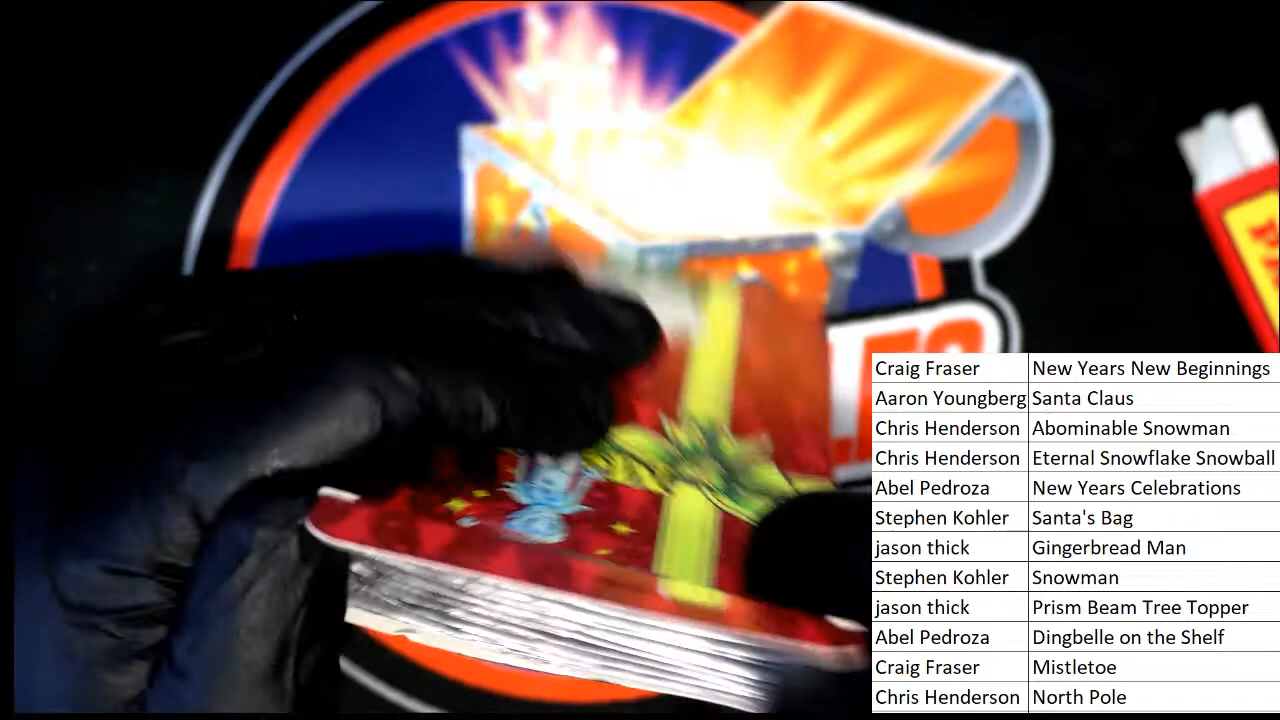 Craig Fraser New Years New Beginnings
Aaron Youngberg Santa Claus
Chris Henderson Abominable Snowman
Chris Henderson Eternal Snowflake Snowball
Abel Pedroza New Years Celebrations
Stephen Kohler Santa's Bag
jason thick Gingerbread Man
Stephen Kohler Snowman
jason thick Prism Beam Tree Topper
Abel Pedroza Dingbelle on the Shelf
Craig Fraser Mistletoe
Chris Henderson North Pole